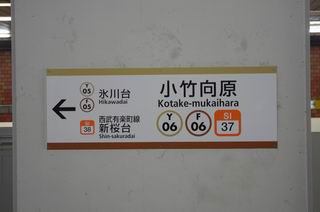 Y
05
F
05
氷川台
Hikawadai
SI
38
西武有楽町線
新桜台
Shin-sakuradai
小竹向原
Kotake-mukaihara
Y
06
F
06
SI
37